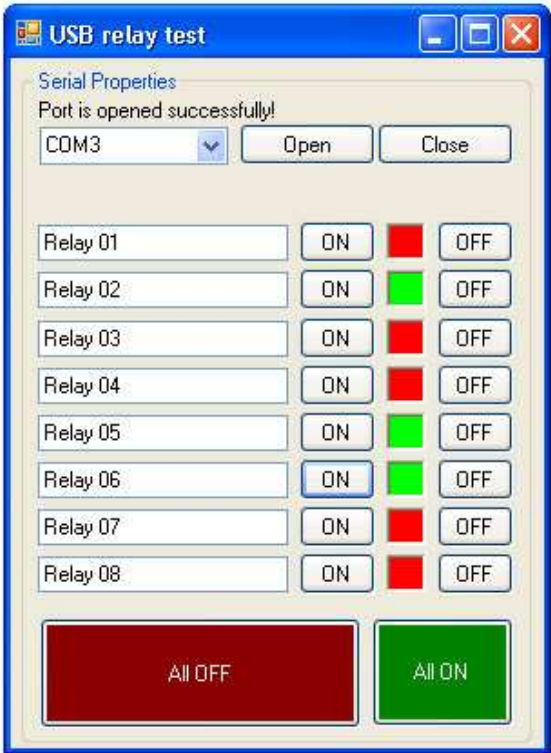 USB relay test
Serial Properties
Port is opened successfully!
COM3 Open Close
Relay 01 ON OFF
Relay 02 ON OFF
Relay 03 ON OFF
Relay 04 ON OFF
Relay 05 ON OFF
Relay 06 ON OFF
Relay 07 ON OFF
Relay 08 ON OFF
All OFF All ON